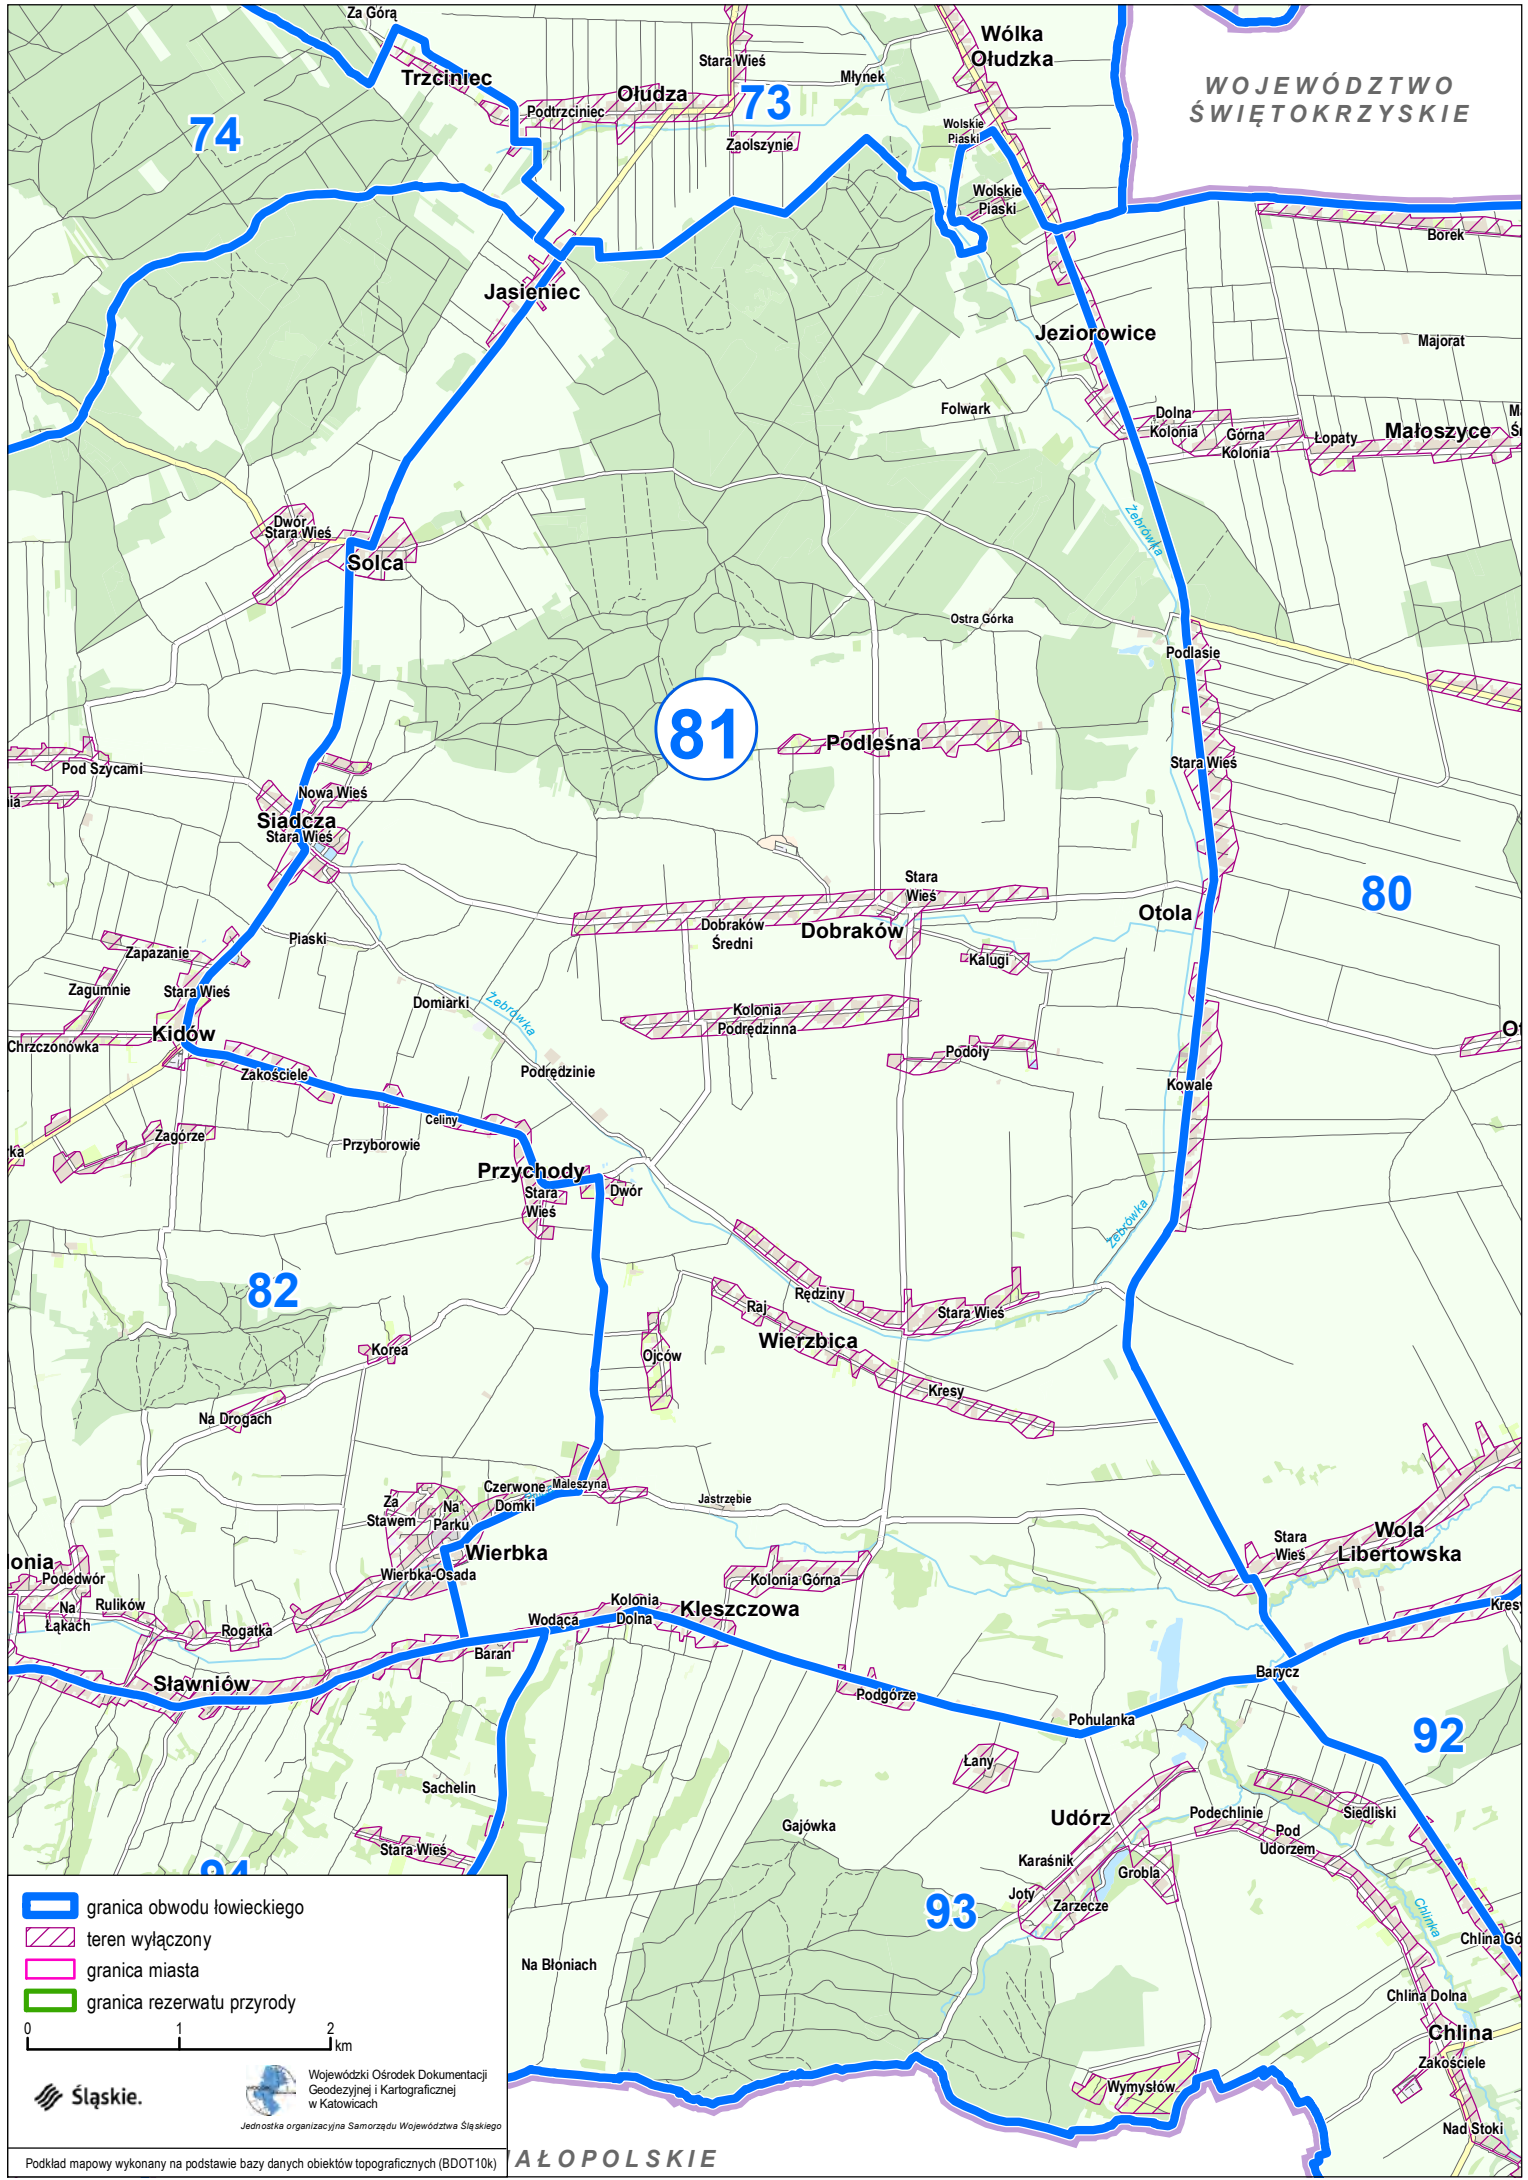 Za Górą
Trzciniec
Stara Wieś
Młynek
Wólka
Ołudzka
WOJEWÓDZTWO
ŚWIĘTOKRZYSKIE
74
Podtrzciniec
Ołudza
73
Zaolszynie
Wolskie
Piaski
Wolskie
Piaski
Borek
Jasieniec
Jeziorowice
Majorat
Folwark
Dolna
Kolonia
Górna
Kolonia
Łopaty
Małoszyce
Dwór
Stara Wieś
Solca
Żebrówka
Ostra Górka
Podlasie
81
Podleśna
Stara Wieś
Pod Szycami
Nowa Wieś
Siadcza
Stara Wieś
80
Stara
Wieś
Dobraków
Średni
Dobraków
Otola
Kalugi
Piaski
Zapazanie
Zagumnie
Stara Wieś
Domiarki
Żebrówka
Kidów
Chrzczonówka
Kolonia
Podrędzinna
Podoły
Zakościele
Podrędzinie
Kowale
Celiny
Zagórze
Przyborowie
Przychody
Stara
Wieś
Dwór
Żebrówka
82
Rędziny
Raj
Stara Wieś
Wierzbica
Korea
Ojców
Kresy
Na Drogach
Czerwone
Domki
Maleszyna
Jastrzębie
Za
Stawem
Na
Parku
Wierbka
Wierbka-Osada
Stara
Wieś
Wola
Libertowska
lonia
Podedwór
Na
Łąkach
Rulików
Rogatka
Kolonia Górna
Kolonia
Dolna
Kleszczowa
Wodąca
Baran
Kresy
Sławniów
Barycz
Podgórze
Pohulanka
92
Łany
Sachelin
Udórz
Podechlinie
Siedliski
Pod
Udorzem
Gajówka
Stara Wieś
Karaśnik
Grobla
Joty
Zarzecze
93
94
Chlinka
Chlina Gó
Na Błoniach
Chlina Dolna
Chlina
Zakościele
Wymysłów
Nad Stoki
granica obwodu łowieckiego
teren wyłączony
granica miasta
granica rezerwatu przyrody
0 1 2
km
Śląskie.
Wojewódzki Ośrodek Dokumentacji
Geodezyjnej i Kartograficznej
w Katowicach
Jednostka organizacyjna Samorządu Województwa Śląskiego
Podkład mapowy wykonany na podstawie bazy danych obiektów topograficznych (BDOT10k)
AŁOPOLSKIE